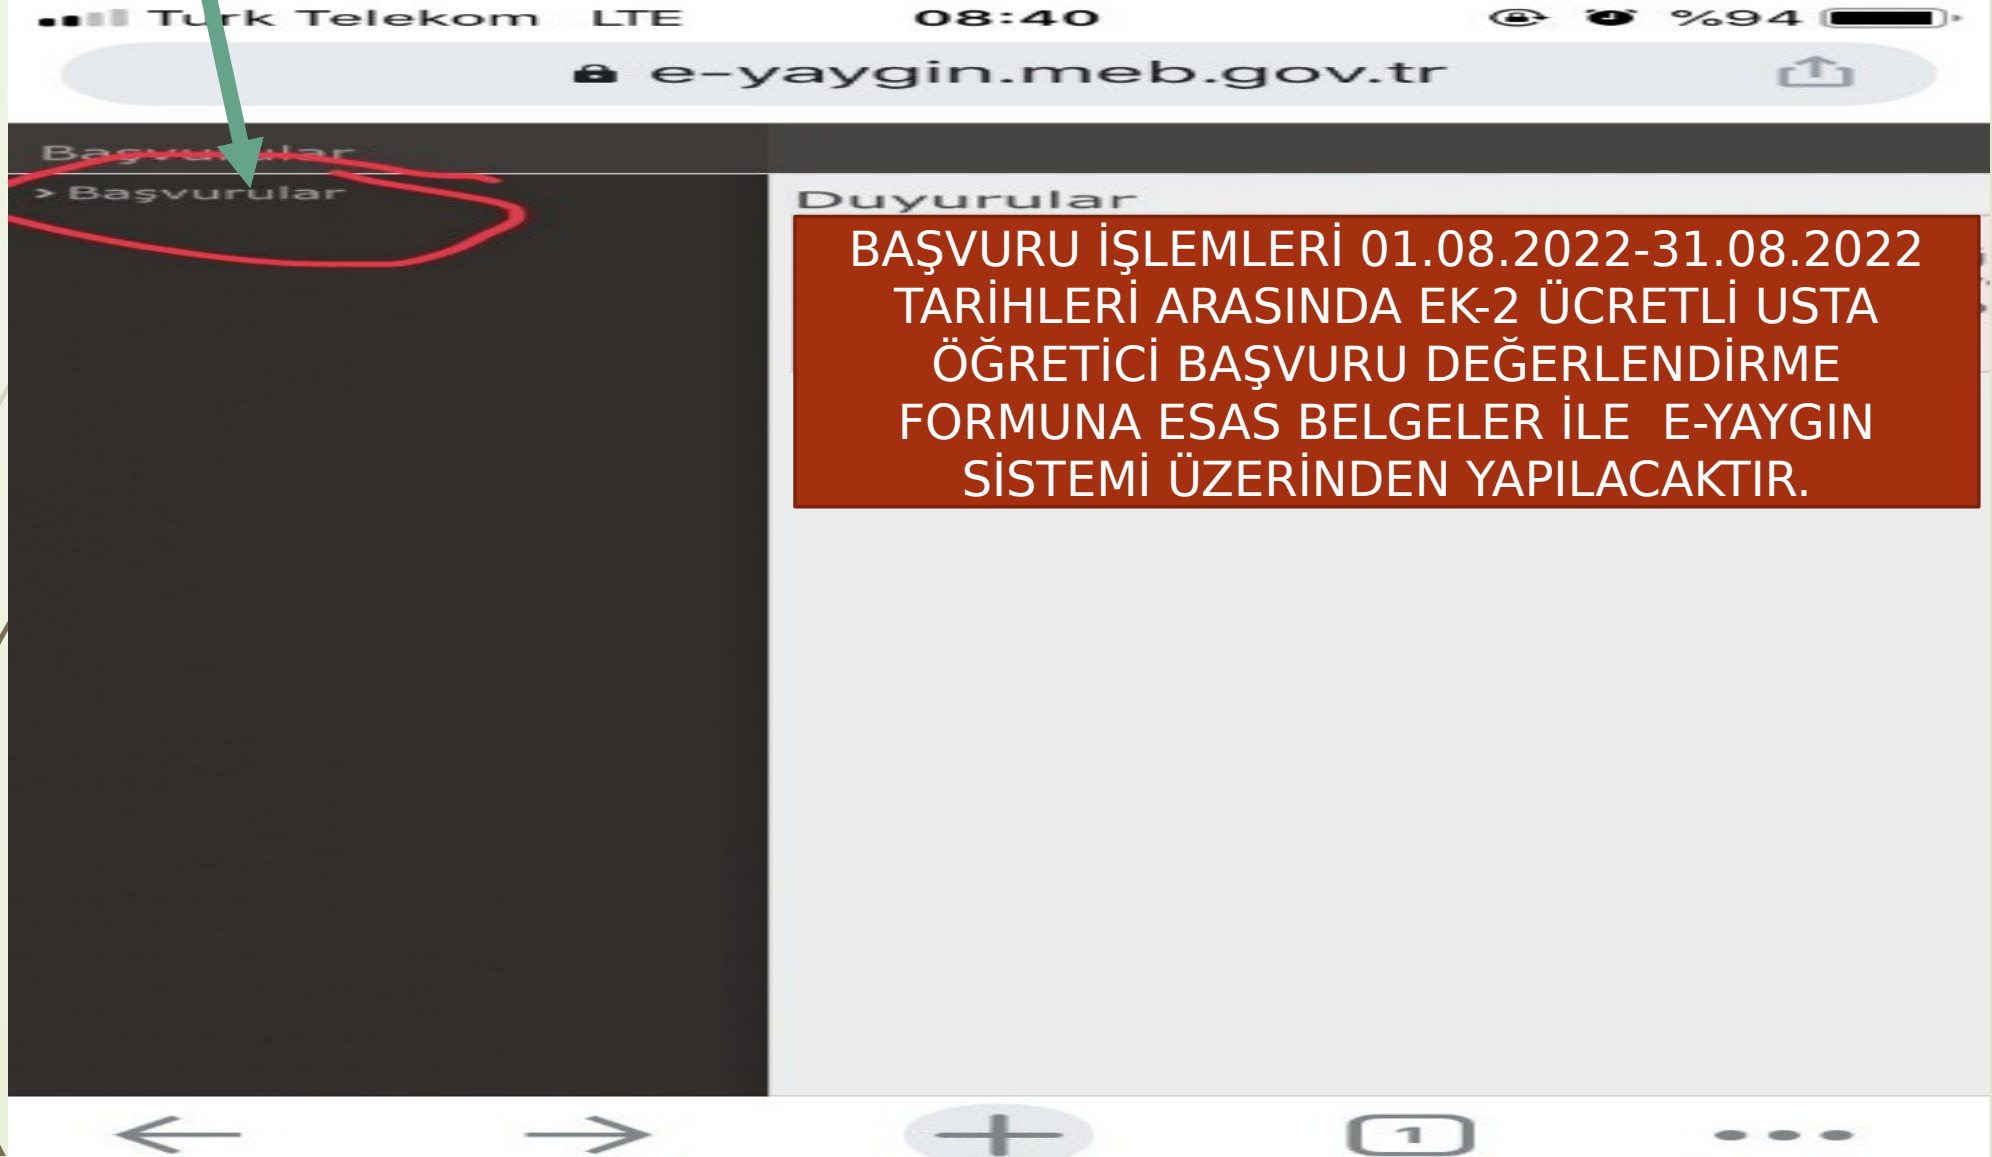 Türk Telekom LTE 08:40 %94
e-yaygin.meb.gov.tr
Başvurular
> Başvurular
Duyurular
BAŞVURU İŞLEMLERİ 01.08.2022-31.08.2022
TARİHLERİ ARASINDA EK-2 ÜCRETLİ USTA
ÖĞRETİCİ BAŞVURU DEĞERLENDİRME
FORMUNA ESAS BELGELER İLE E-YAYGIN
SİSTEMİ ÜZERİNDEN YAPILACAKTIR.
1